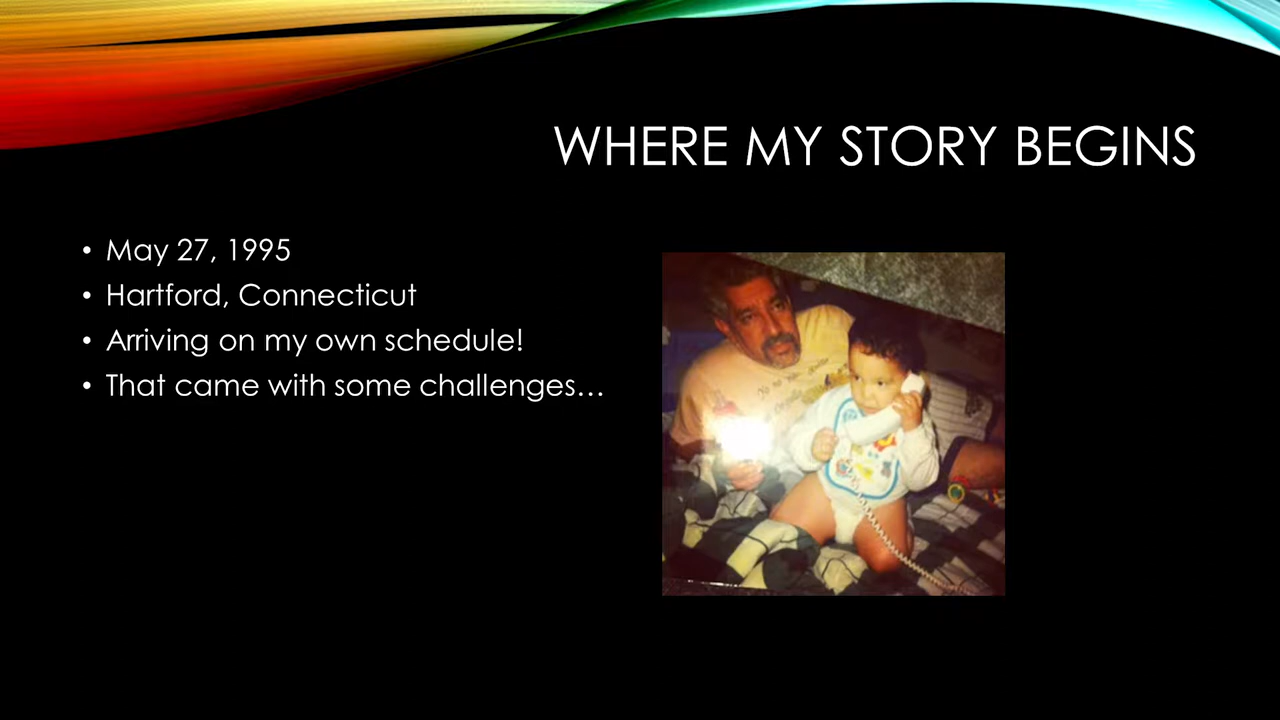 WHERE MY STORY BEGINS
• May 27, 1995
• Hartford, Connecticut
• Arriving on my own schedule!
• That came with some challenges…